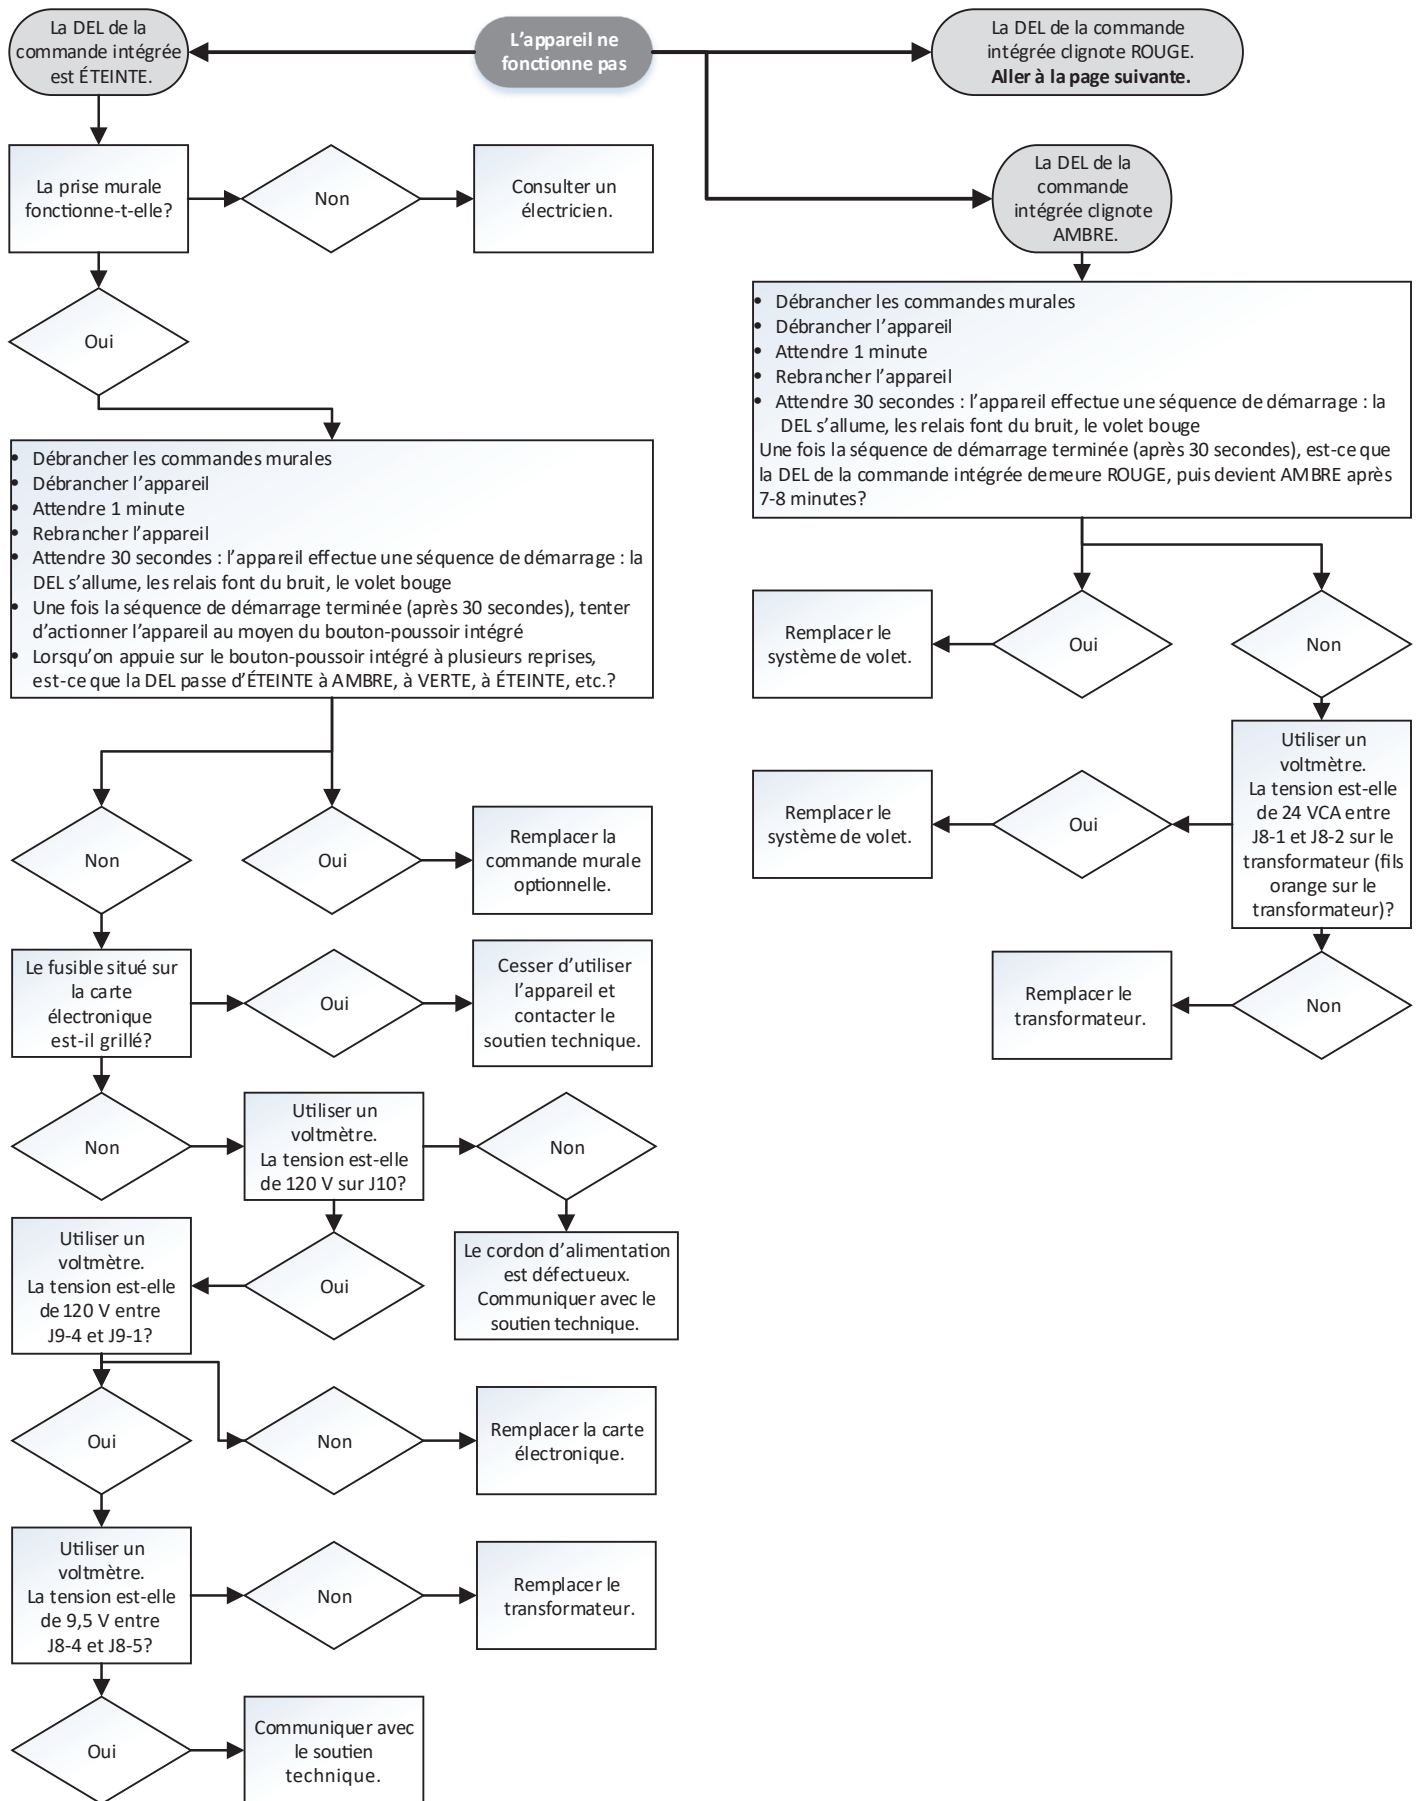 L'appareil ne
fonctionne pas
La DEL de la
commande intégrée
est ÉTEINTE.
La prise murale
fonctionne-t-elle?
Non
Consulter un
électricien.
Oui
• Débrancher les commandes murales
• Débrancher l'appareil
• Attendre 1 minute
• Rebrancher l'appareil
• Attendre 30 secondes : l'appareil effectue une séquence de démarrage : la
DEL s'allume, les relais font du bruit, le volet bouge
• Une fois la séquence de démarrage terminée (après 30 secondes), tenter
d'actionner l'appareil au moyen du bouton-poussoir intégré
• Lorsqu'on appuie sur le bouton-poussoir intégré à plusieurs reprises,
est-ce que la DEL passe d'ÉTEINTE à AMBRE, à VERTE, à ÉTEINTE, etc.?
Non
Oui
Remplacer la
commande murale
optionnelle.
Le fusible situé sur
la carte
électronique
est-il grillé?
Oui
Cesser d'utiliser
l'appareil et
contacter le
soutien technique.
Non
Utiliser un
voltmètre.
La tension est-elle
de 120 V sur J10?
Non
Le cordon d'alimentation
est défectueux.
Communiquer avec le
soutien technique.
Oui
Utiliser un
voltmètre.
La tension est-elle
de 120 V entre
J9-4 et J9-1?
Oui
Non
Remplacer la carte
électronique.
Utiliser un
voltmètre.
La tension est-elle
de 9,5 V entre
J8-4 et J8-5?
Non
Remplacer le
transformateur.
Oui
Communiquer avec
le soutien
technique.
La DEL de la commande
intégrée clignote ROUGE.
Aller à la page suivante.
La DEL de la
commande
intégrée clignote
AMBRE.
• Débrancher les commandes murales
• Débrancher l'appareil
• Attendre 1 minute
• Rebrancher l'appareil
• Attendre 30 secondes : l'appareil effectue une séquence de démarrage : la
DEL s'allume, les relais font du bruit, le volet bouge
Une fois la séquence de démarrage terminée (après 30 secondes), est-ce que
la DEL de la commande intégrée demeure ROUGE, puis devient AMBRE après
7-8 minutes?
Oui
Remplacer le
système de volet.
Non
Utiliser un
voltmètre.
La tension est-elle
de 24 VCA entre
J8-1 et J8-2 sur le
transformateur (fils
orange sur le
transformateur)?
Oui
Remplacer le
système de volet.
Non
Remplacer le
transformateur.